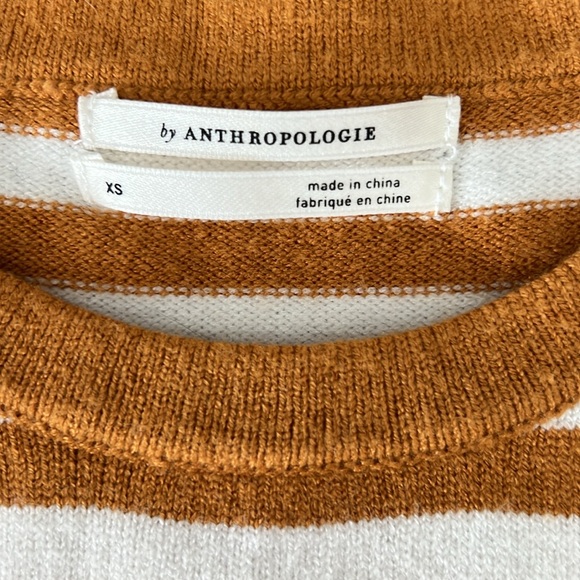 by ANTHROPOLOGIE
XS
made in china
fabriqué en chine